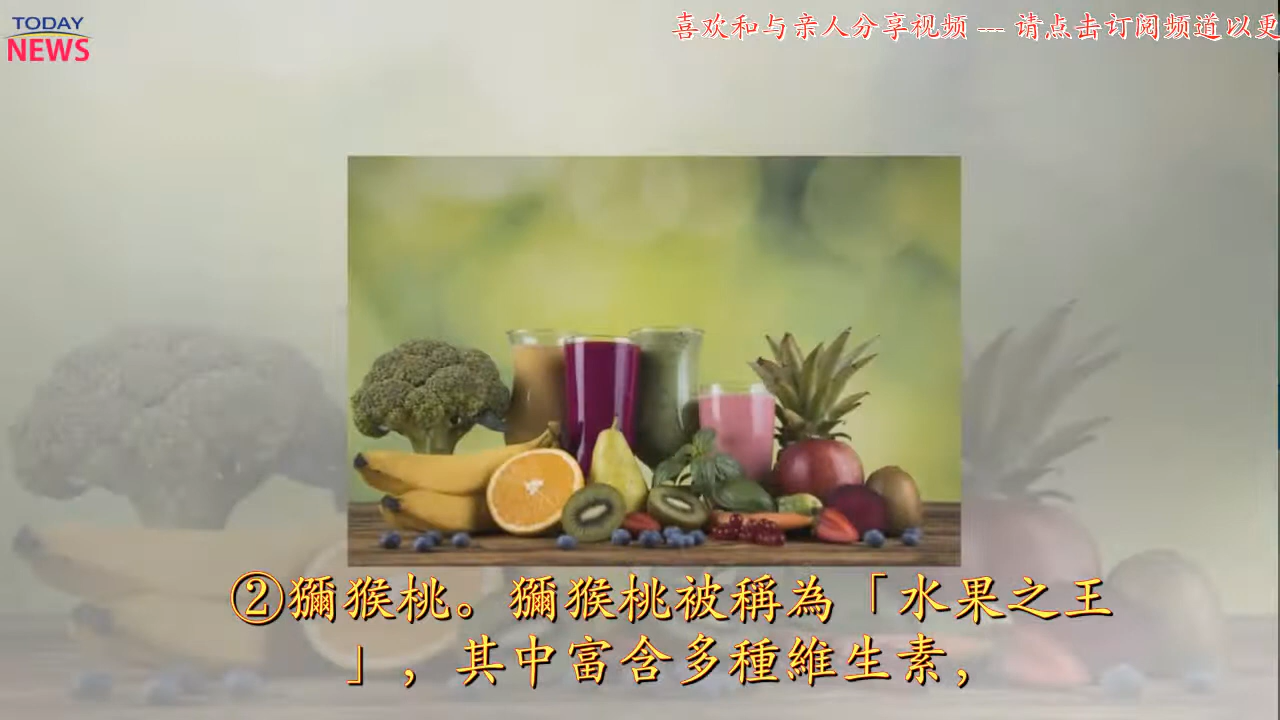 TODAY
NEWS
喜欢和与亲人分享视频 --- 请点击订阅频道以更
②獼猴桃。獼猴桃被稱為「水果之王
」，其中富含多種維生素，